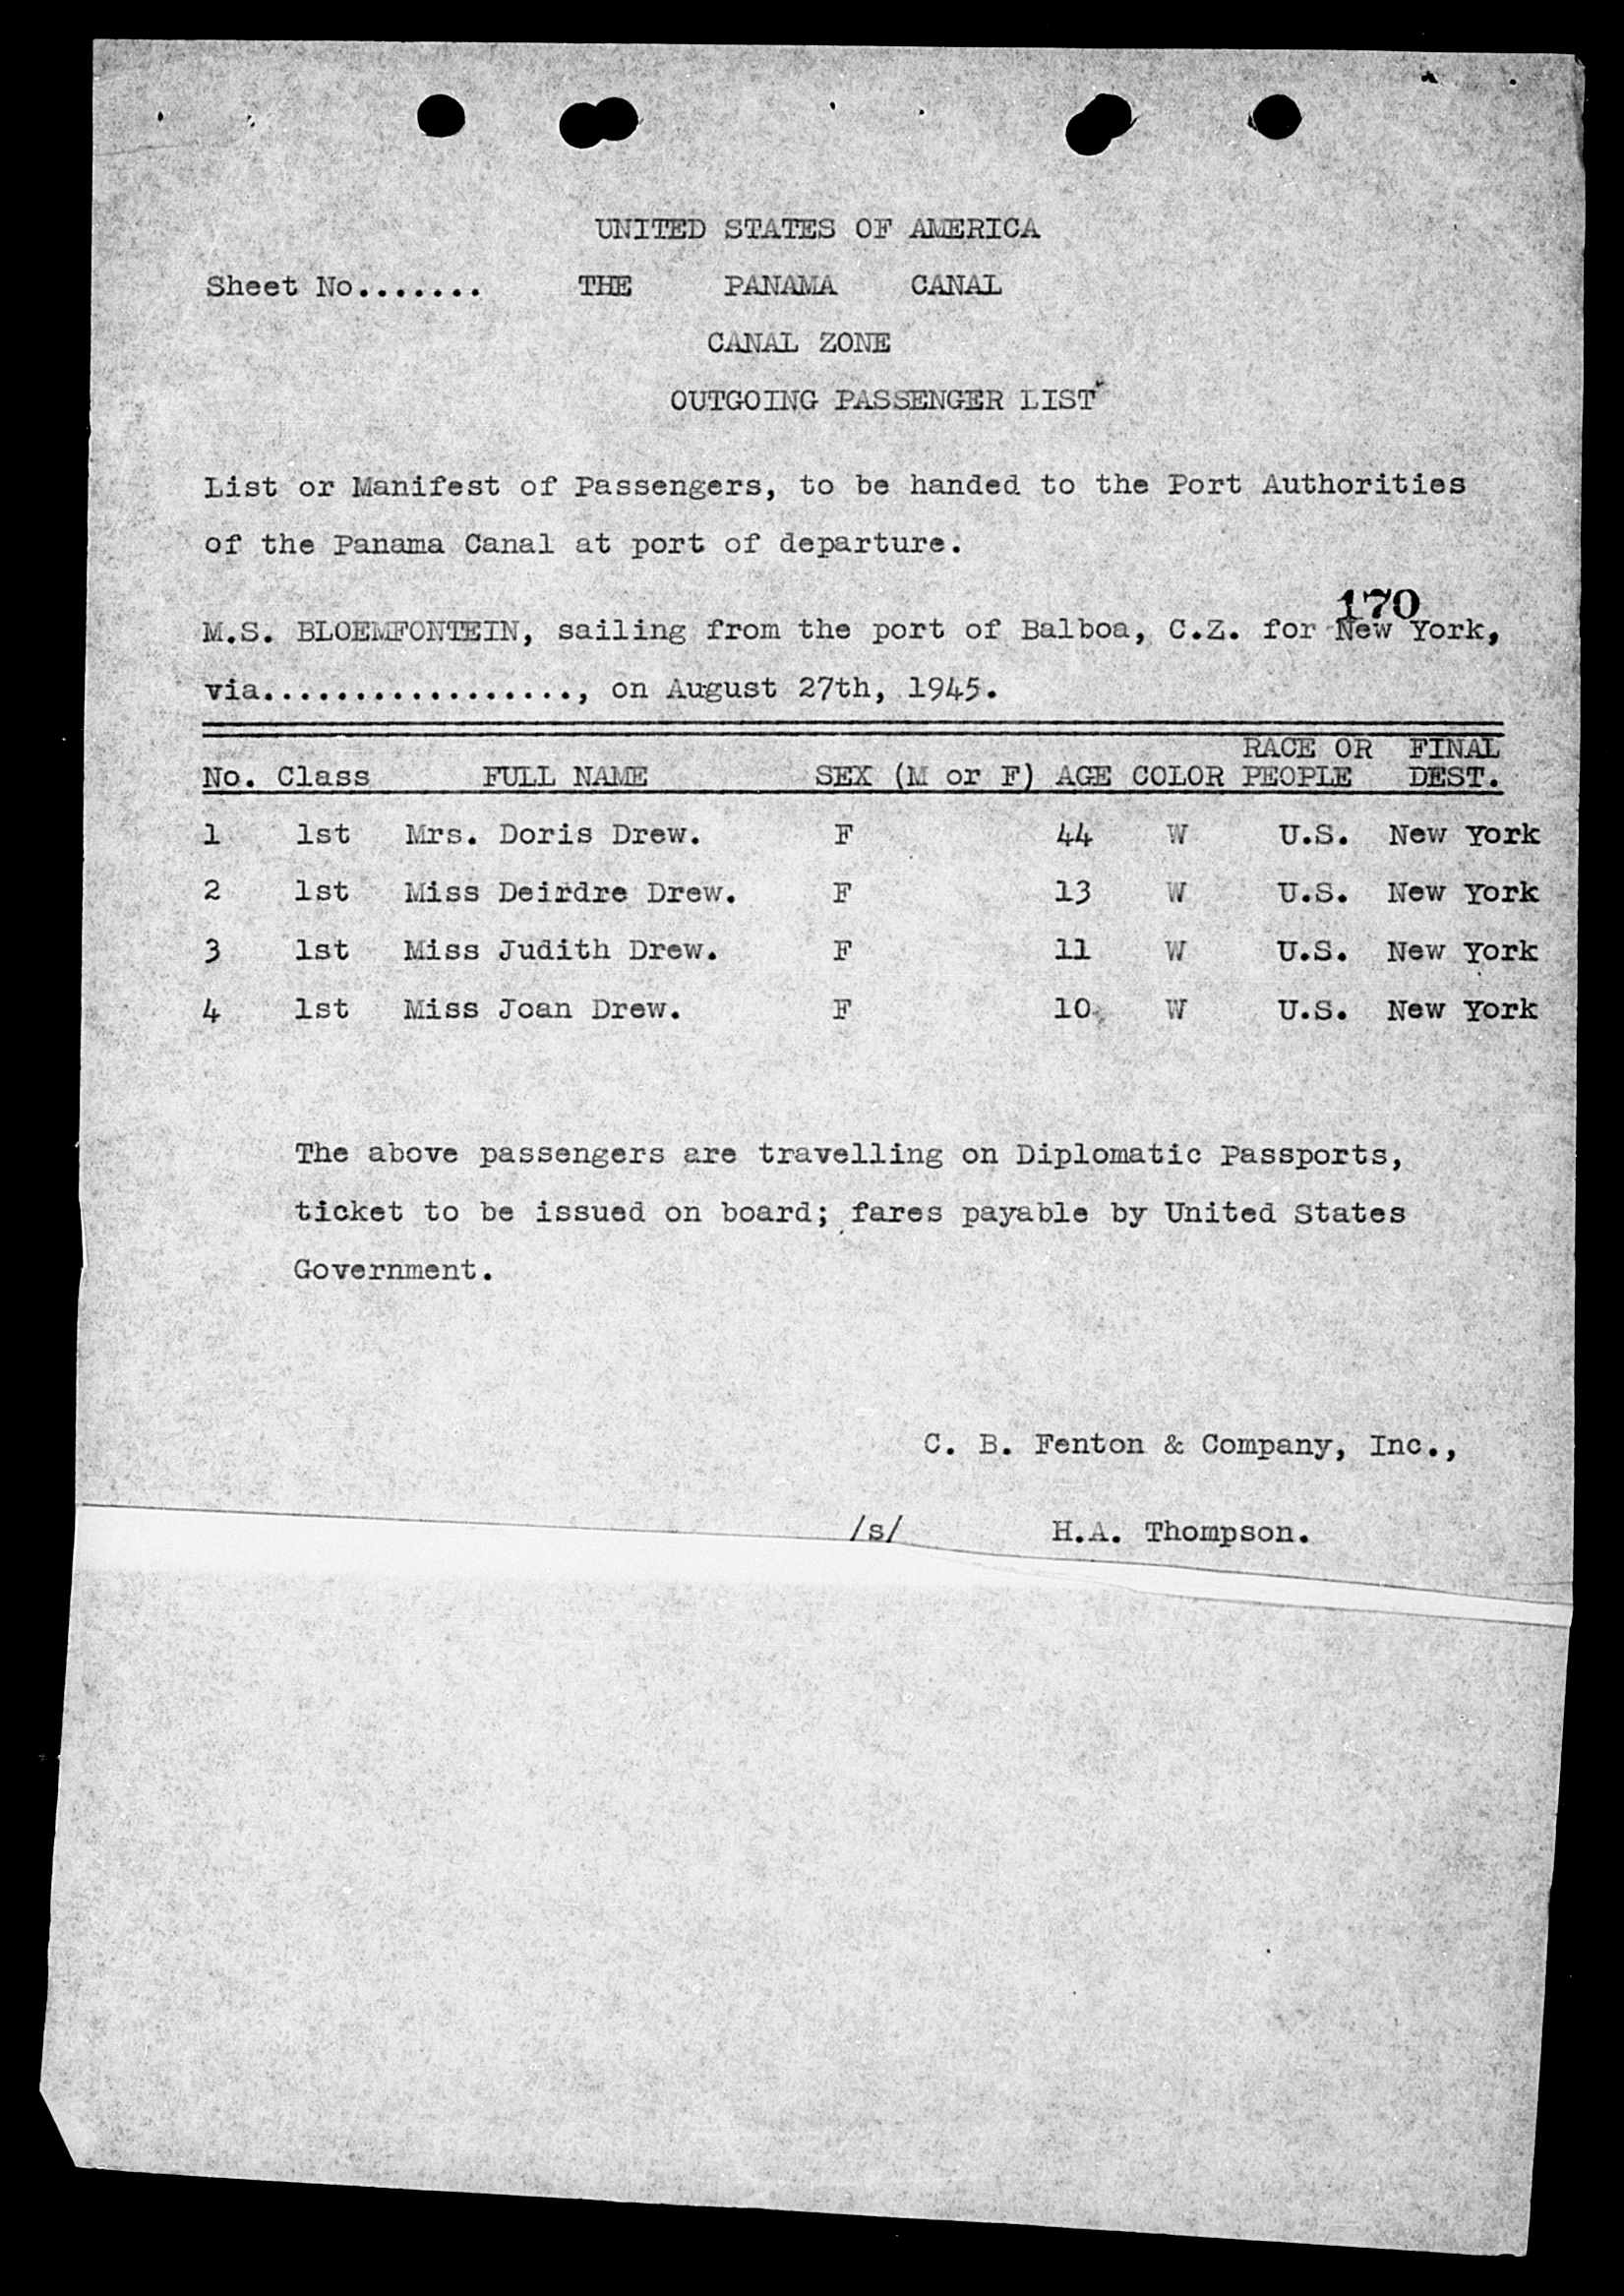 UNITED STATES OF AMERICA
Sheet No....... THE PANAMA CANAL
CANAL ZONE
OUTGOING PASSENGER LIST
List or Manifest of Passengers, to be handed to the Port Authorities
of the Panama Canal at port of departure.
170
M.S. BLOEMFONTEIN, sailing from the port of Balboa, C.Z. for New York,
via................., on August 27th, 1945.
No. Class FULL NAME SEX (M or F) AGE COLOR RACE OR PEOPLE FINAL DEST.
1 1st Mrs. Doris Drew. F 44 W U.S. New York
2 1st Miss Deirdre Drew. F 13 W U.S. New York
3 1st Miss Judith Drew. F 11 W U.S. New York
4 1st Miss Joan Drew. F 10 W U.S. New York
The above passengers are travelling on Diplomatic Passports,
ticket to be issued on board; fares payable by United States
Government.
C. B. Fenton & Company, Inc.,
/s/ H.A. Thompson.